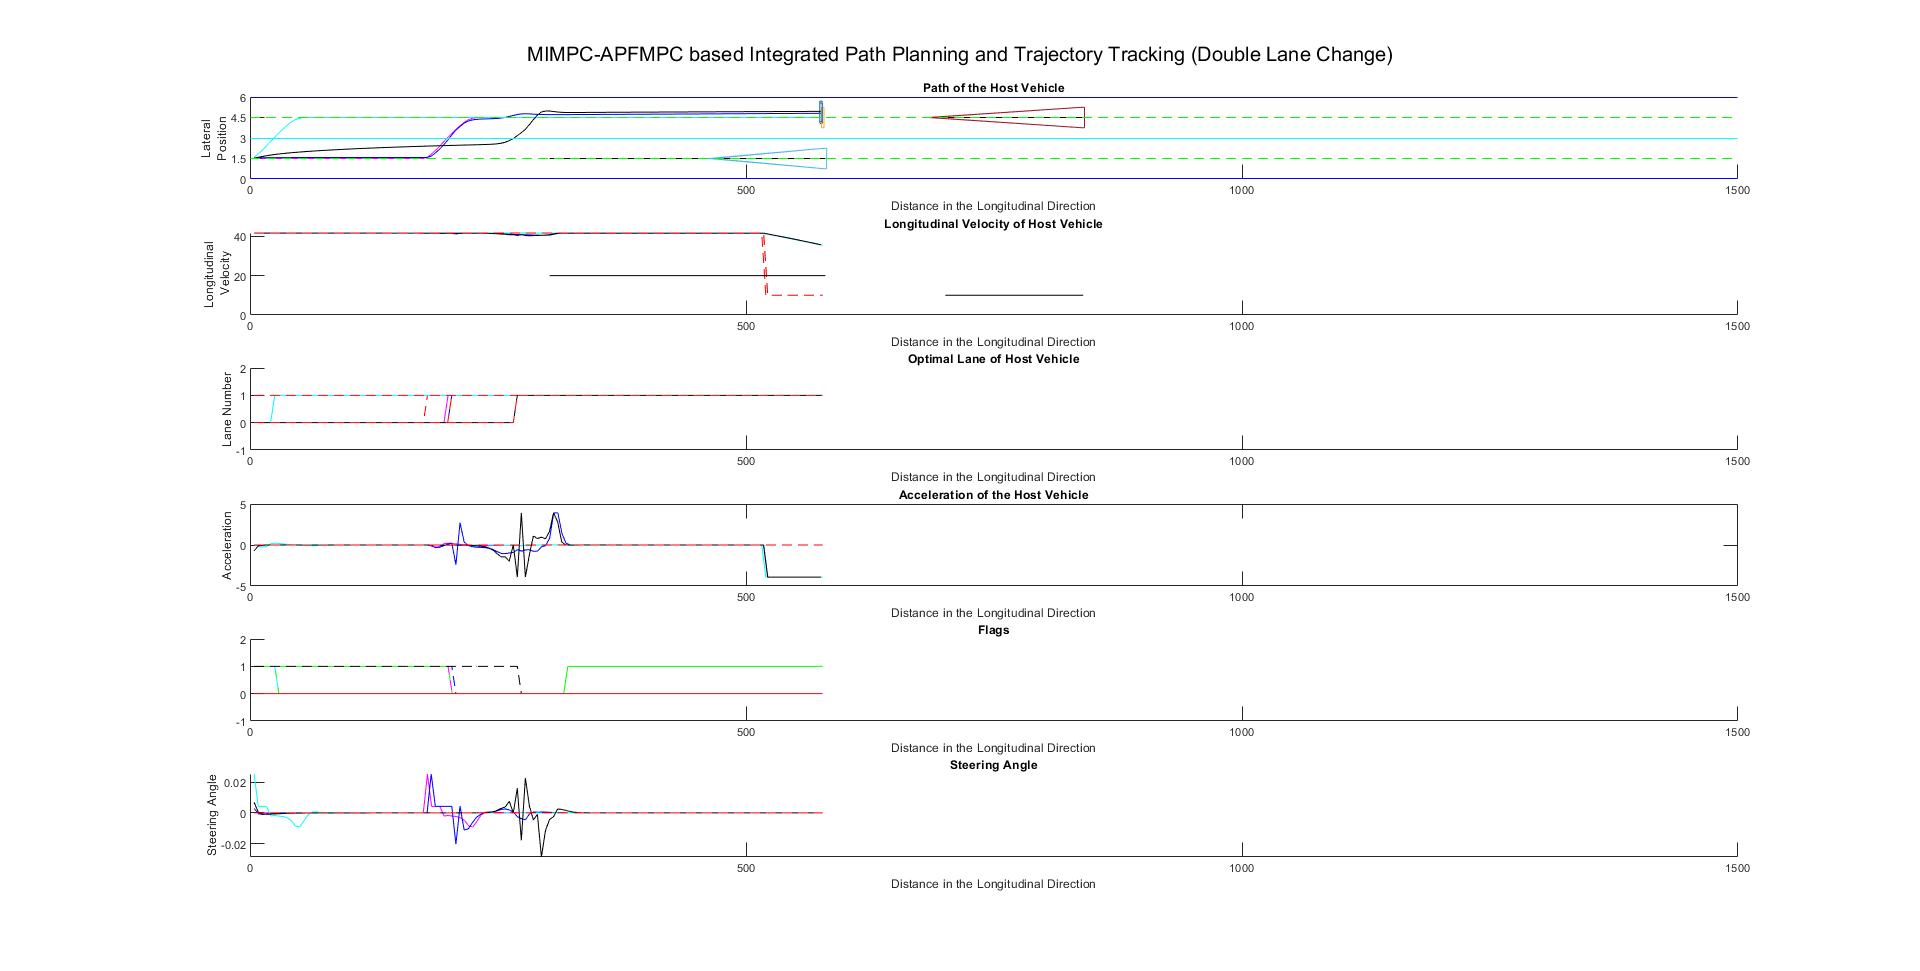 MIMPC-APFMPC based Integrated Path Planning and Trajectory Tracking (Double Lane Change)
Path of the Host Vehicle
Lateral
Position
6
4.5
3
1.5
0
0
500
1000
1500
Distance in the Longitudinal Direction
Longitudinal Velocity of Host Vehicle
Longitudinal
Velocity
40
20
0
0
500
1000
1500
Distance in the Longitudinal Direction
Optimal Lane of Host Vehicle
Lane Number
2
1
0
-1
0
500
1000
1500
Distance in the Longitudinal Direction
Acceleration of the Host Vehicle
Acceleration
5
0
-5
0
500
1000
1500
Distance in the Longitudinal Direction
Flags
2
1
0
-1
0
500
1000
1500
Distance in the Longitudinal Direction
Steering Angle
Steering Angle
0.02
0
-0.02
0
500
1000
1500
Distance in the Longitudinal Direction